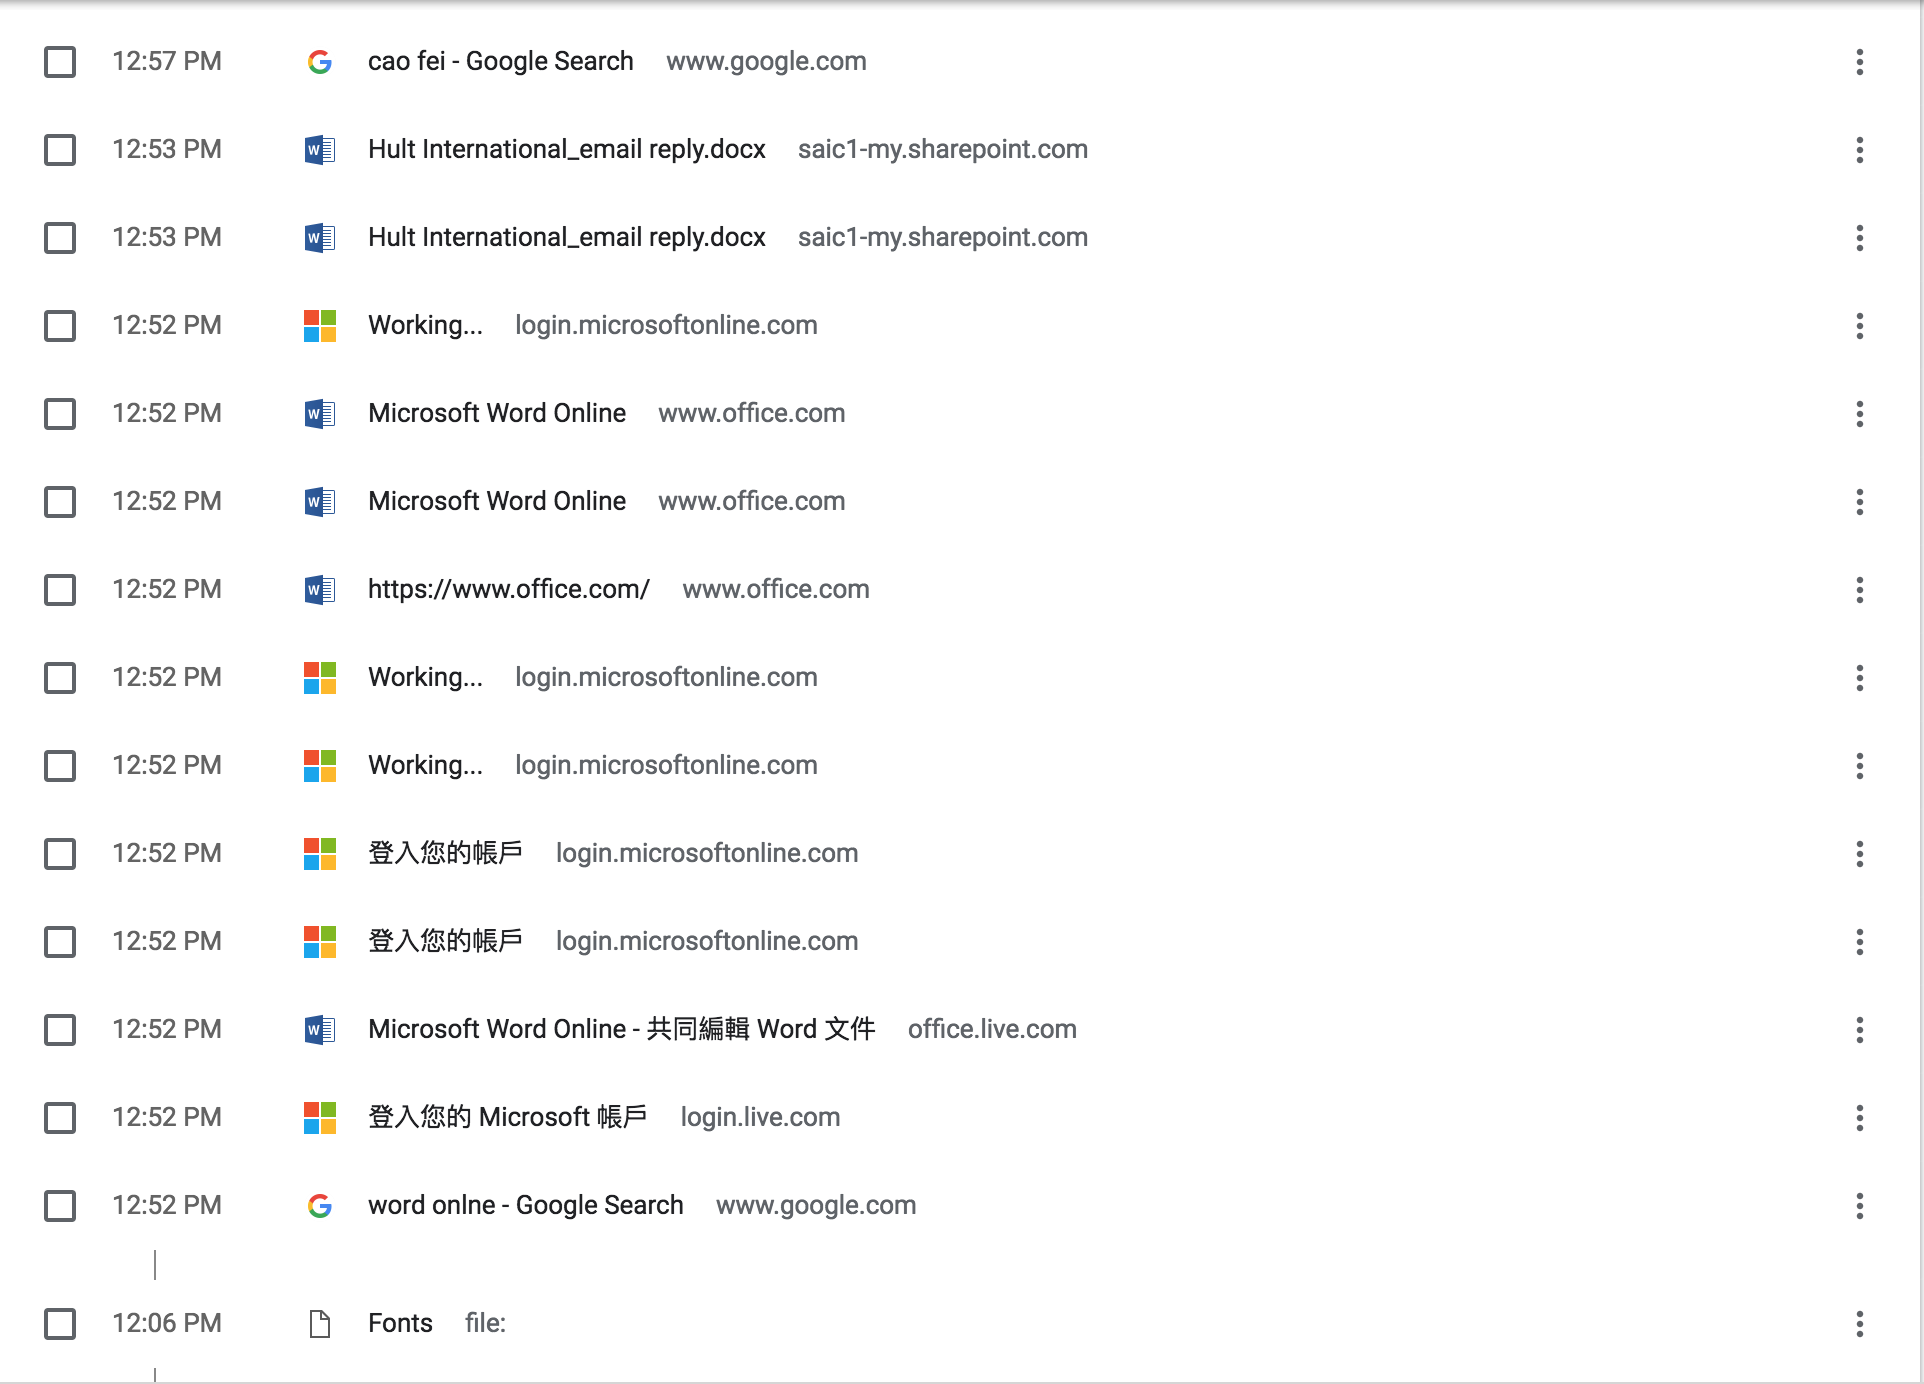 12:57 PM cao fei - Google Search www.google.com
12:53 PM Hult International_email reply.docx saic1-my.sharepoint.com
12:53 PM Hult International_email reply.docx saic1-my.sharepoint.com
12:52 PM Working... login.microsoftonline.com
12:52 PM Microsoft Word Online www.office.com
12:52 PM Microsoft Word Online www.office.com
12:52 PM https://www.office.com/ www.office.com
12:52 PM Working... login.microsoftonline.com
12:52 PM Working... login.microsoftonline.com
12:52 PM 登入您的帳戶 login.microsoftonline.com
12:52 PM 登入您的帳戶 login.microsoftonline.com
12:52 PM Microsoft Word Online - 共同編輯 Word 文件 office.live.com
12:52 PM 登入您的 Microsoft 帳戶 login.live.com
12:52 PM word onlne - Google Search www.google.com
12:06 PM Fonts file: